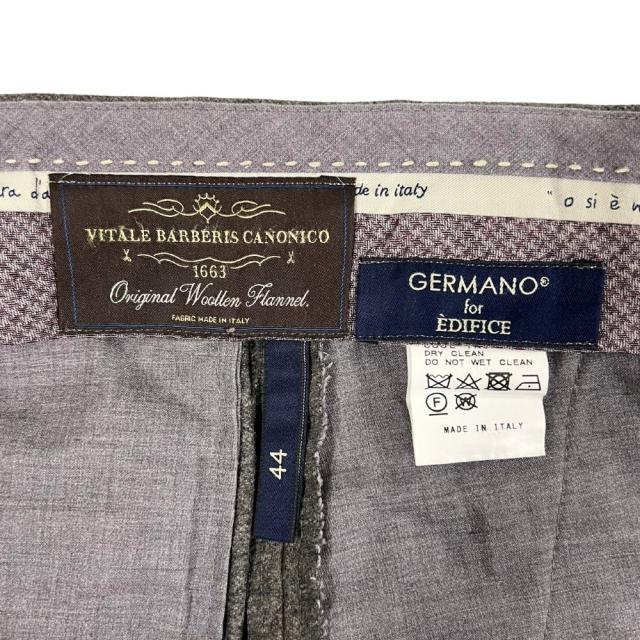 ra d'a
de in italy
"o si è n
VITALE BARBERIS CANONICO
1663
Original Woollen Flannel.
FABRIC MADE IN ITALY
GERMANO®
for
ÈDIFICE
DRY CLEAN
DO NOT WET CLEAN
F
W
MADE IN ITALY
44